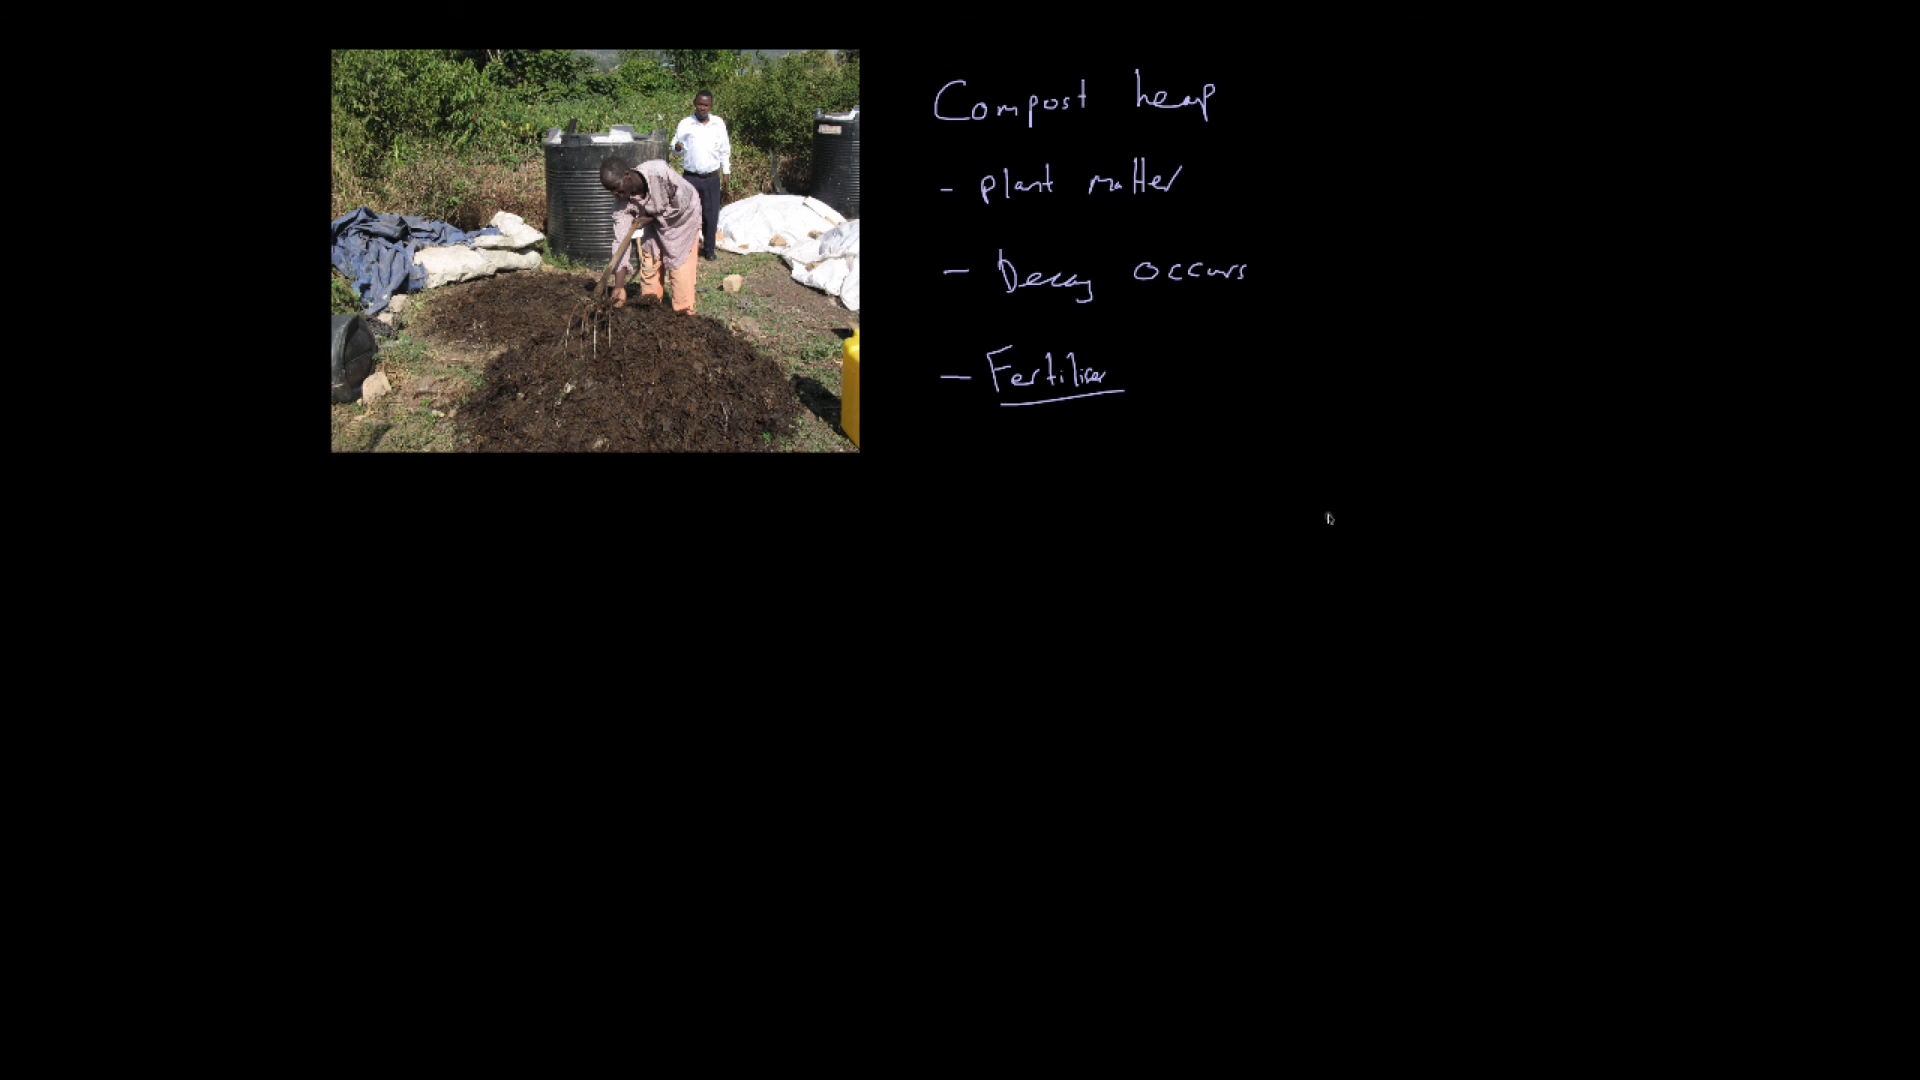 Compost heap
- plant matter
- Decay occurs
- Fertiliser